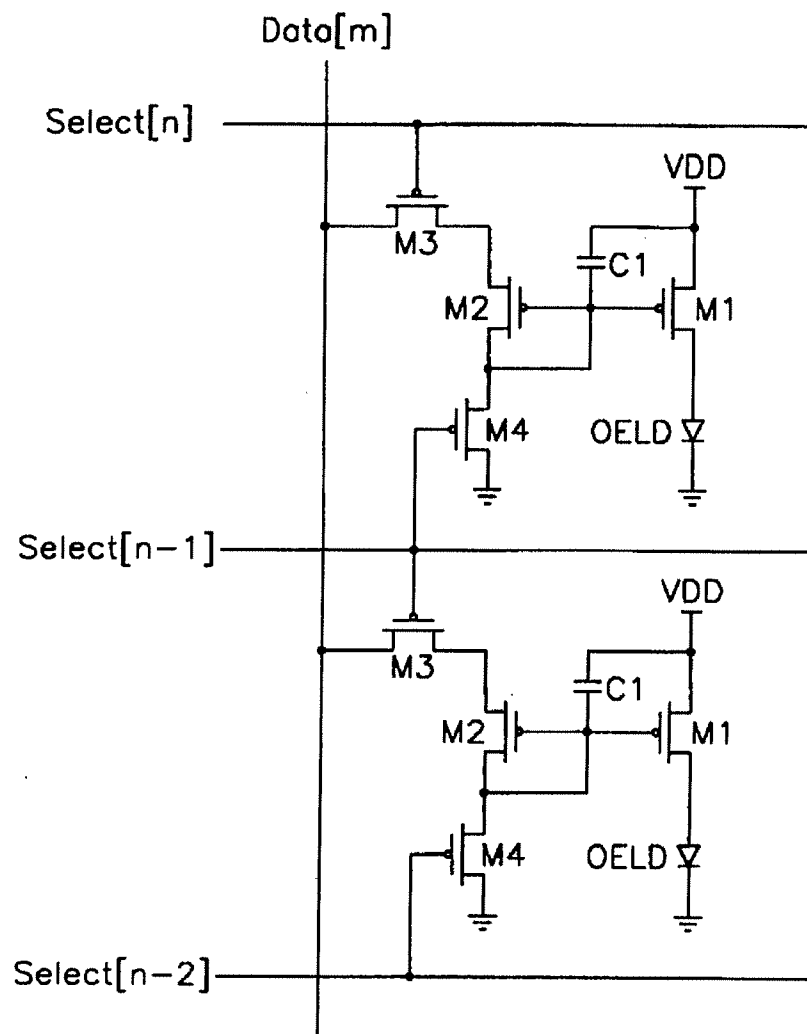 Data[m]
Select[n]
VDD
M3
C1
M2
M1
M4
OELD
Select[n-1]
VDD
M3
C1
M2
M1
M4
OELD
Select[n-2]